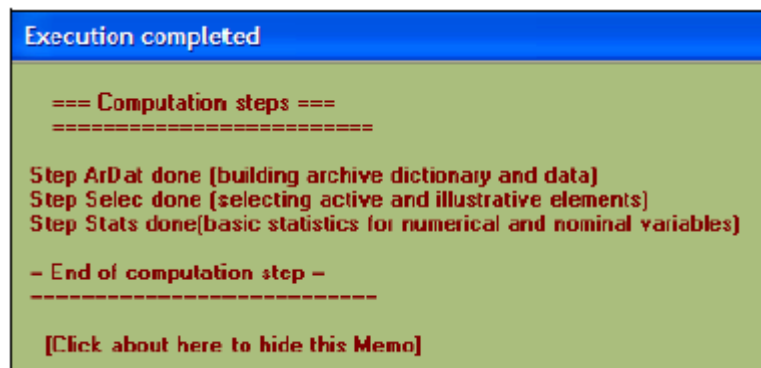 Execution completed
=== Computation steps ===
==========================
Step ArDat done (building archive dictionary and data)
Step Selec done (selecting active and illustrative elements)
Step Stats done(basic statistics for numerical and nominal variables)
- End of computation step -
----------------------------
[Click about here to hide this Memo]